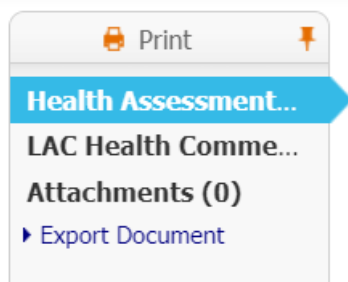 Print
Health Assessment...
LAC Health Comme...
Attachments (0)
Export Document